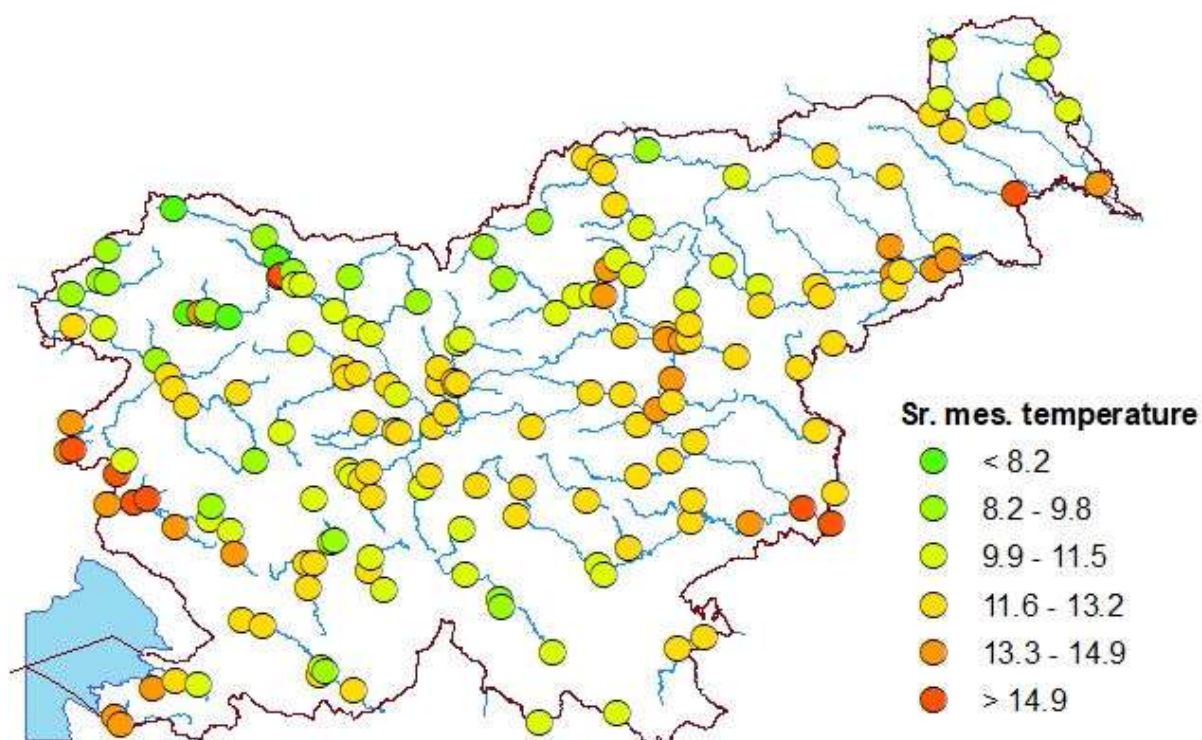 Sr. mes. temperature
< 8.2
8.2 - 9.8
9.9 - 11.5
11.6 - 13.2
13.3 - 14.9
> 14.9